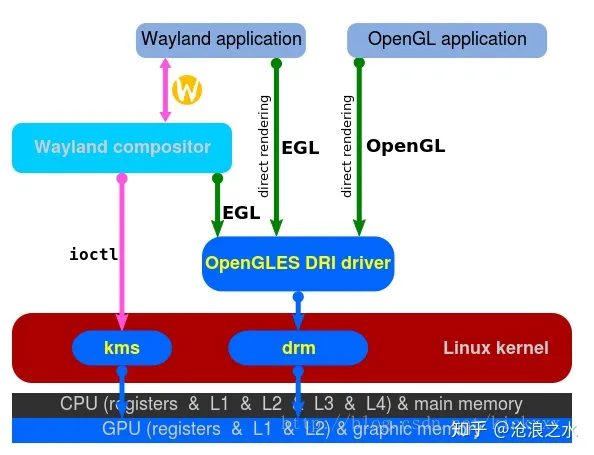 Wayland application
OpenGL application
W
direct rendering
EGL
direct rendering
OpenGL
Wayland compositor
EGL
ioctl
OpenGLES DRI driver
kms
drm
Linux kernel
CPU (registers & L1 & L2 & L3 & L4) & main memory
GPU (registers & L1 & L2) & graphic memory
知乎 @沧浪之水